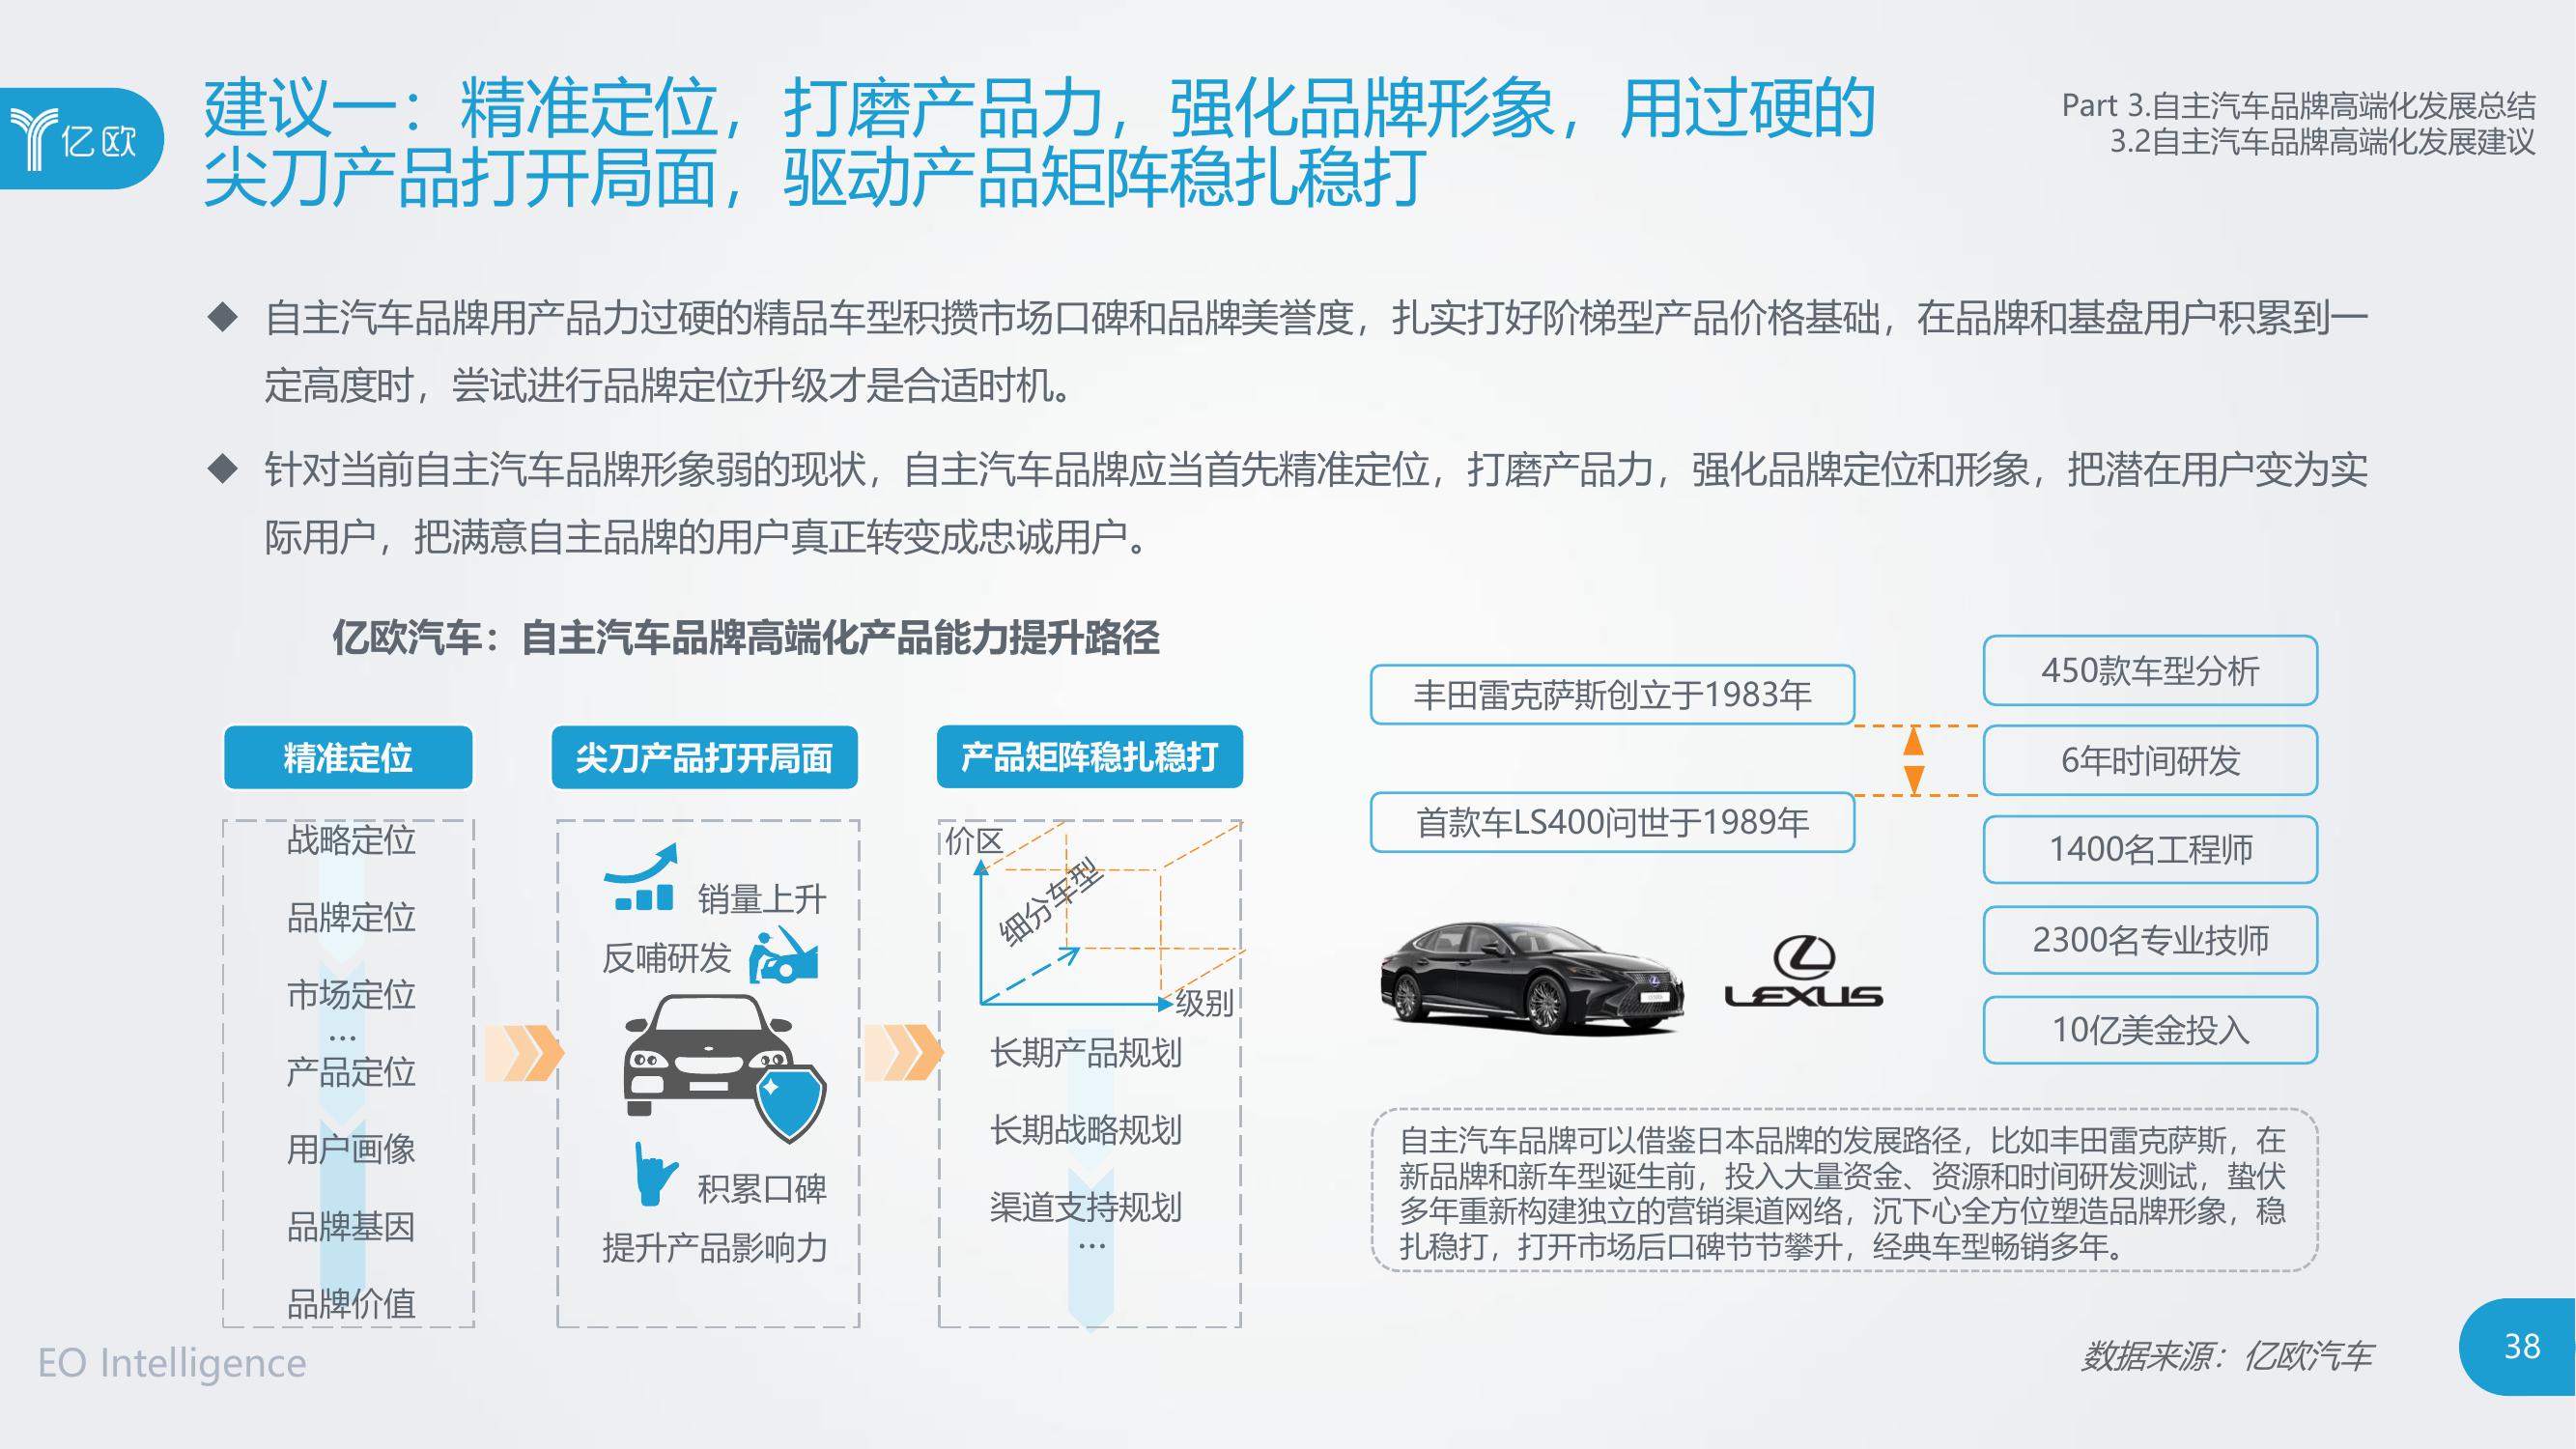 亿欧
建议一：精准定位，打磨产品力，强化品牌形象，用过硬的
尖刀产品打开局面，驱动产品矩阵稳扎稳打
Part 3.自主汽车品牌高端化发展总结
3.2自主汽车品牌高端化发展建议
◆ 自主汽车品牌用产品力过硬的精品车型积攒市场口碑和品牌美誉度，扎实打好阶梯型产品价格基础，在品牌和基盘用户积累到一
定高度时，尝试进行品牌定位升级才是合适时机。
◆ 针对当前自主汽车品牌形象弱的现状，自主汽车品牌应当首先精准定位，打磨产品力，强化品牌定位和形象，把潜在用户变为实
际用户，把满意自主品牌的用户真正转变成忠诚用户。
亿欧汽车：自主汽车品牌高端化产品能力提升路径
精准定位
战略定位
品牌定位
市场定位
...
产品定位
用户画像
品牌基因
品牌价值
尖刀产品打开局面
销量上升
反哺研发
积累口碑
提升产品影响力
产品矩阵稳扎稳打
价区
细分车型
级别
长期产品规划
长期战略规划
渠道支持规划
...
丰田雷克萨斯创立于1983年
首款车LS400问世于1989年
LEXUS
450款车型分析
6年时间研发
1400名工程师
2300名专业技师
10亿美金投入
自主汽车品牌可以借鉴日本品牌的发展路径，比如丰田雷克萨斯，在
新品牌和新车型诞生前，投入大量资金、资源和时间研发测试，蛰伏
多年重新构建独立的营销渠道网络，沉下心全方位塑造品牌形象，稳
扎稳打，打开市场后口碑节节攀升，经典车型畅销多年。
EO Intelligence
数据来源：亿欧汽车
38